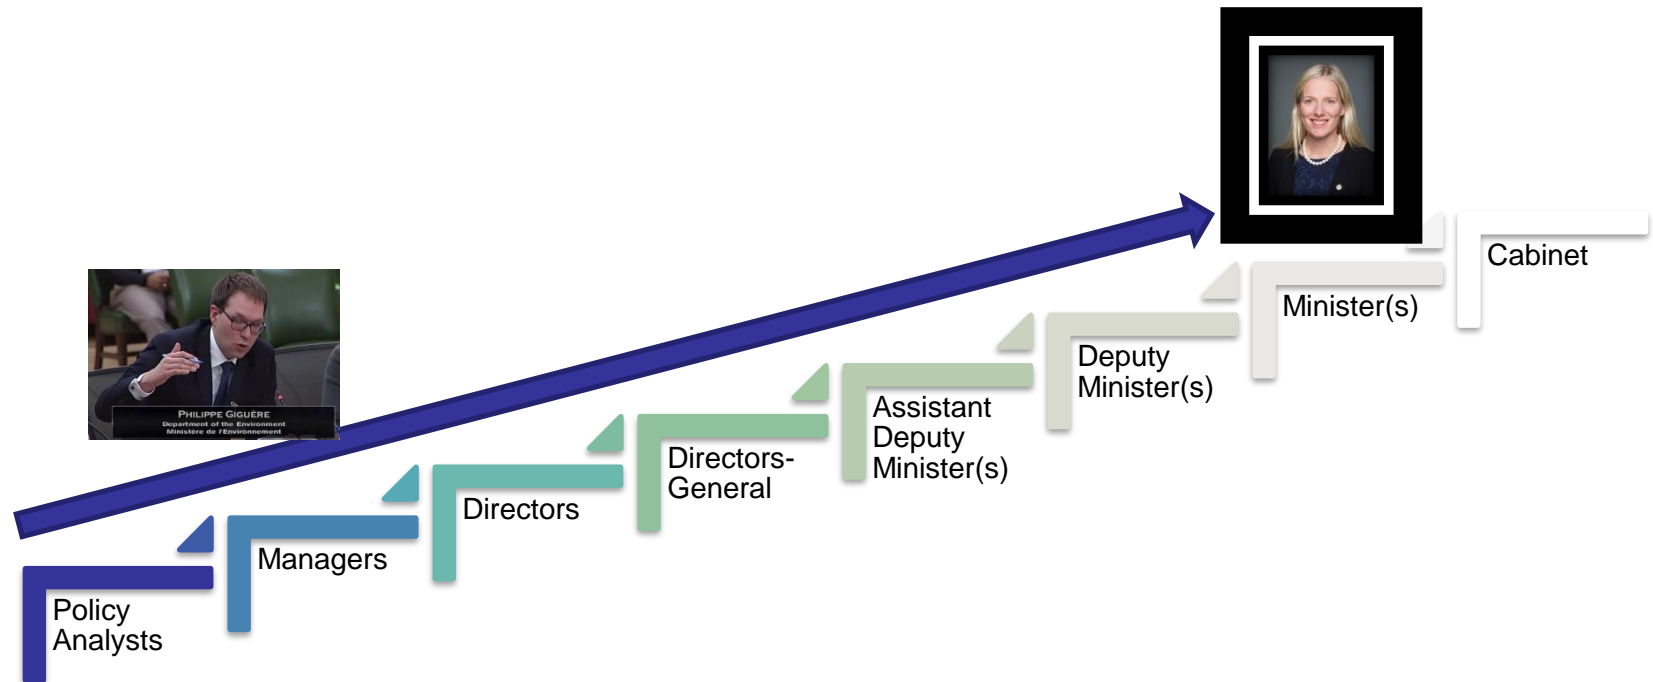 PHILIPPE GIGUÈRE
Department of the Environment
Ministère de l'Environnement
Policy
Analysts
Managers
Directors
Directors-
General
Assistant
Deputy
Minister(s)
Deputy
Minister(s)
Minister(s)
Cabinet